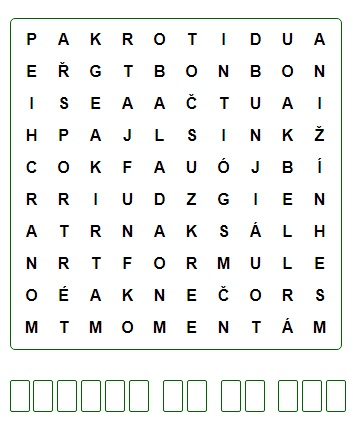 P A K R O T I D U A
E Ř G T B O N B O N
I S E A A Č T U A I
H P A J L S I N K Ž
C O K F A U Ó J B Í
R R I U D Z G I E N
A T R N A K S Á L H
N R T F O R M U L E
O É A K N E Č O R S
M T M O M E N T Á M